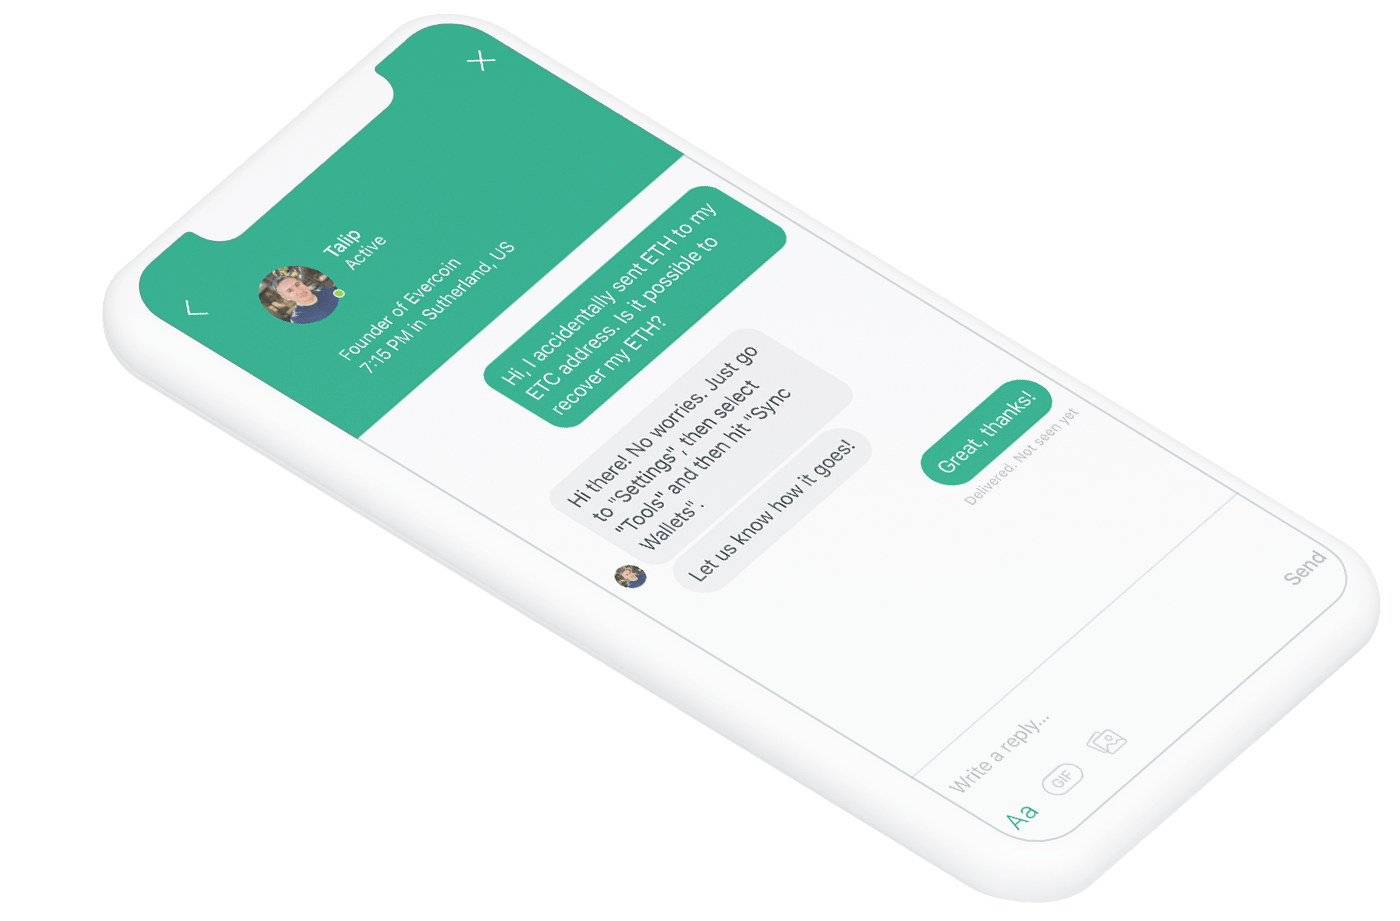 Talip
Active
Founder of Evercoin
7:15 PM in Sutherland, US
Hi, I accidentally sent ETH to my
ETC address. Is it possible to
recover my ETH?
Hi there! No worries. Just go
to "Settings", then select
"Tools" and then hit "Sync
Wallets".
Let us know how it goes!
Great, thanks!
Delivered. Not seen yet
Write a reply...
Send
Aa
GIF